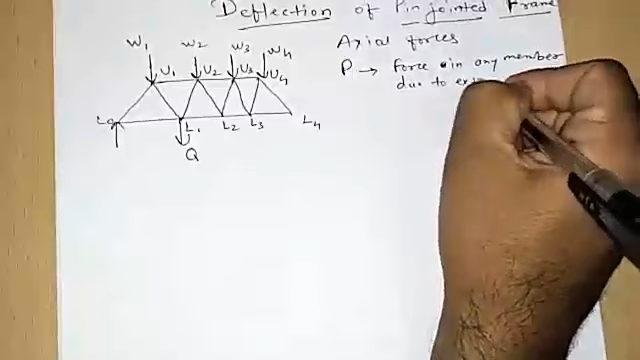 Deflection of Pin jointed Frame
W1 W2 W3 W4
Axial forces
U1 U2 U3 U4
P → Force in any member
due to
L0 L1 L2 L3 L4
Q